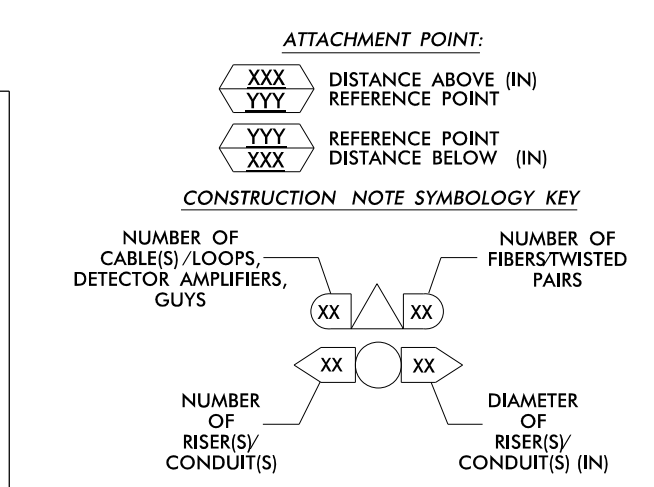 ATTACHMENT POINT:
XXX
YYY
DISTANCE ABOVE (IN)
REFERENCE POINT
YYY
XXX
REFERENCE POINT
DISTANCE BELOW (IN)
CONSTRUCTION NOTE SYMBOLOGY KEY
NUMBER OF
CABLE(S)/LOOPS,
DETECTOR AMPLIFIERS,
GUYS
NUMBER OF
FIBERS/TWISTED
PAIRS
XX
XX
XX
XX
NUMBER
OF
RISER(S)/
CONDUIT(S)
DIAMETER
OF
RISER(S)/
CONDUIT(S) (IN)